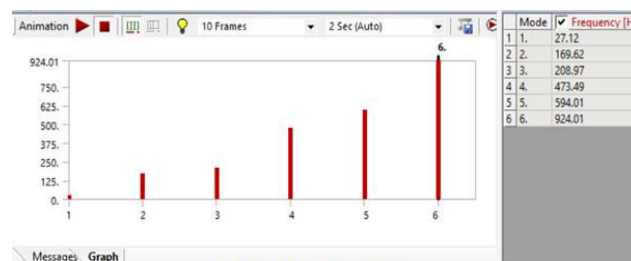 Animation 10 Frames 2 Sec (Auto)
6.
924.01
750.
625.
500.
375.
250.
125.
0.
1 2 3 4 5 6
Messages Graph
Mode Frequency [H
1 1. 27.12
2 2. 169.62
3 3. 208.97
4 4. 473.49
5 5. 594.01
6 6. 924.01